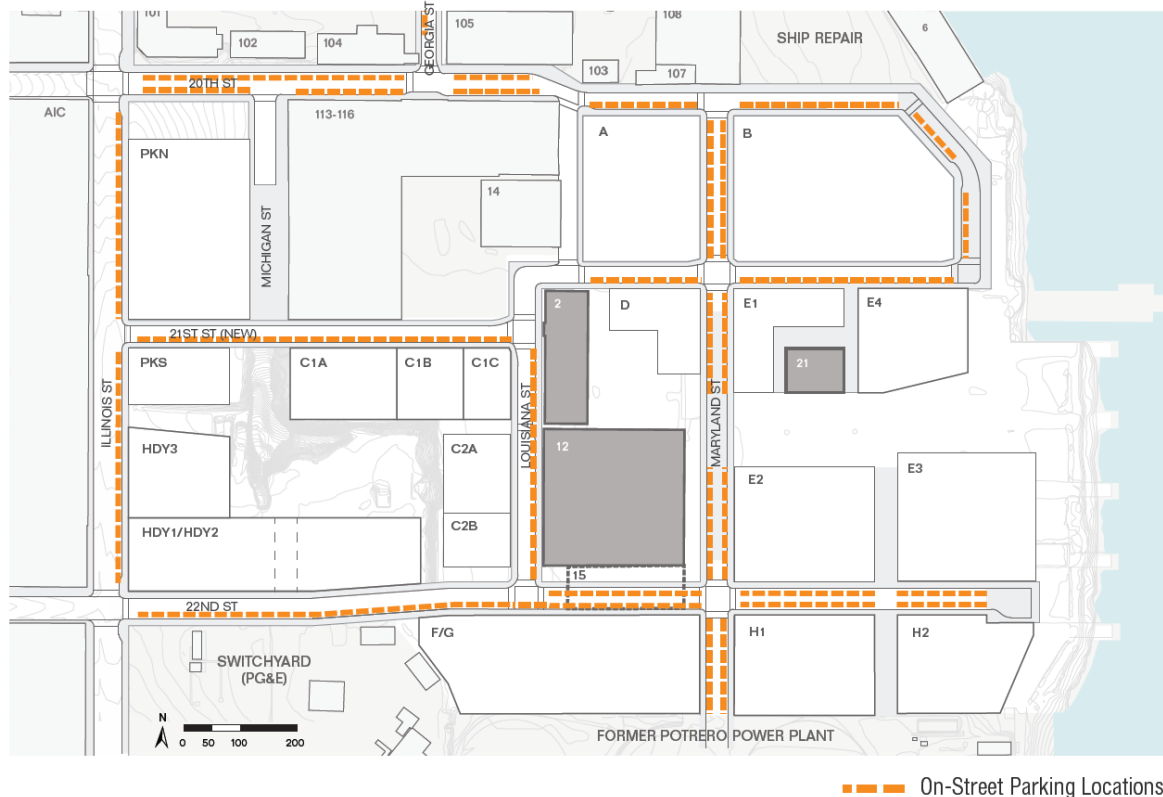 101
102
104
GEORGIA ST
105
108
103
107
SHIP REPAIR
6
20TH ST
AIC
PKN
113-116
14
A
B
MICHIGAN ST
21ST ST (NEW)
2
D
E1
E4
PKS
C1A
C1B
C1C
21
ILLINOIS ST
LOUISIANA ST
MARYLAND ST
HDY3
C2A
12
E2
E3
HDY1/HDY2
C2B
15
22ND ST
F/G
H1
H2
SWITCHYARD
(PG&E)
N
0 50 100 200
FORMER POTRERO POWER PLANT
On-Street Parking Locations